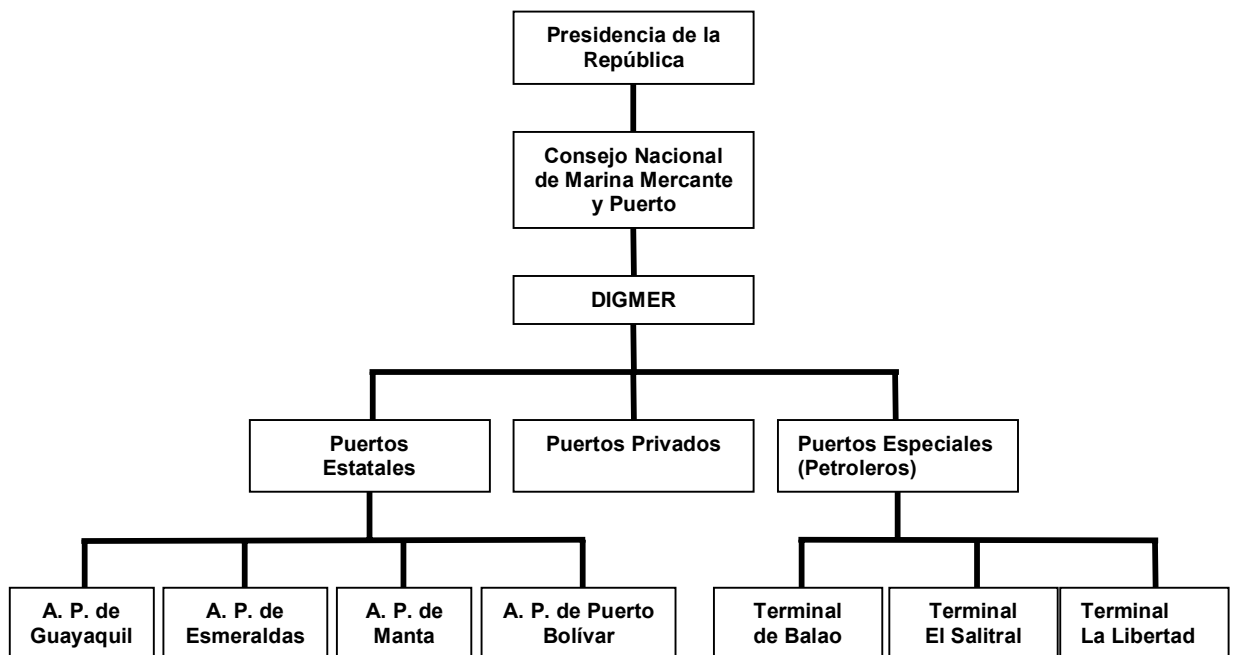 Presidencia de la
República
Consejo Nacional
de Marina Mercante
y Puerto
DIGMER
Puertos
Estatales
Puertos Privados
Puertos Especiales
(Petroleros)
A. P. de
Guayaquil
A. P. de
Esmeraldas
A. P. de
Manta
A. P. de Puerto
Bolívar
Terminal
de Balao
Terminal
El Salitral
Terminal
La Libertad